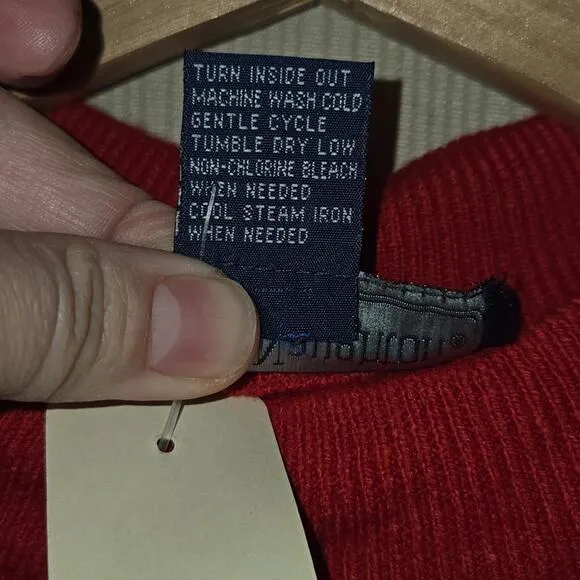 TURN INSIDE OUT
MACHINE WASH COLD
GENTLE CYCLE
TUMBLE DRY LOW
NON-CHLORINE BLEACH
WHEN NEEDED
COOL STEAM IRON
WHEN NEEDED